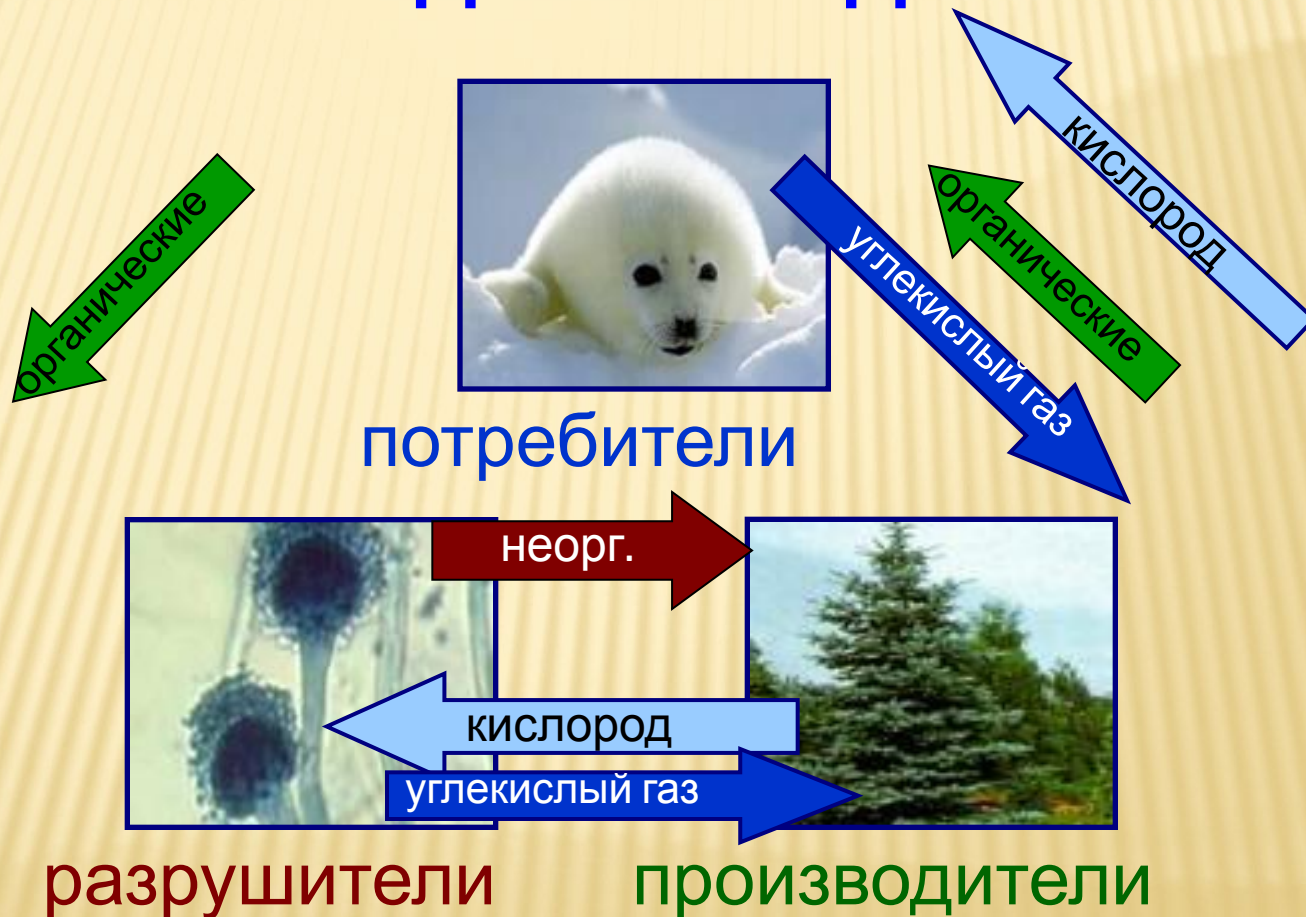 кислород
органические
органические
углекислый газ
потребители
неорг.
кислород
углекислый газ
разрушители
производители